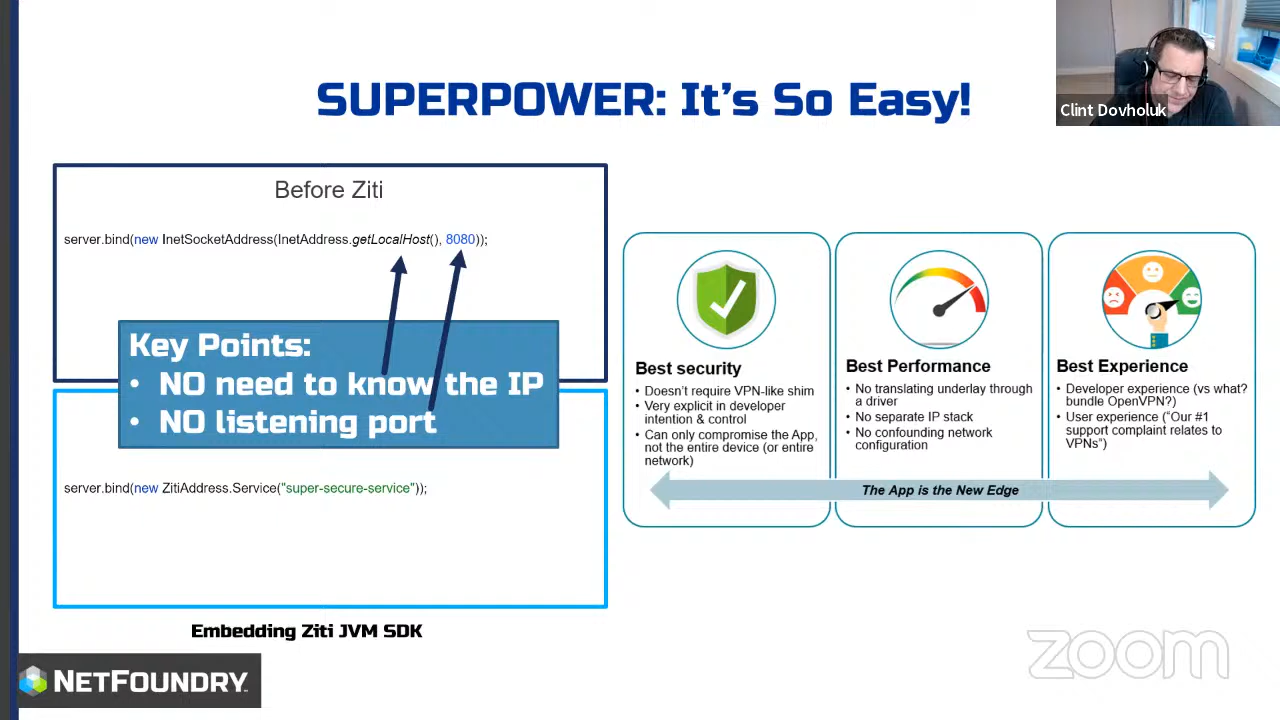 SUPERPOWER: It's So Easy!
Clint Dovholuk
Before Ziti
server.bind(new InetSocketAddress(InetAddress.getLocalHost(), 8080));
Key Points:
• NO need to know the IP
• NO listening port
server.bind(new ZitiAddress.Service("super-secure-service"));
Embedding Ziti JVM SDK
Best security
• Doesn't require VPN-like shim
• Very explicit in developer
intention & control
• Can only compromise the App,
not the entire device (or entire
network)
Best Performance
• No translating underlay through
a driver
• No separate IP stack
• No confounding network
configuration
Best Experience
• Developer experience (vs what?
bundle OpenVPN?)
• User experience ("Our #1
support complaint relates to
VPNs")
The App is the New Edge
NETFOUNDRY
zoom